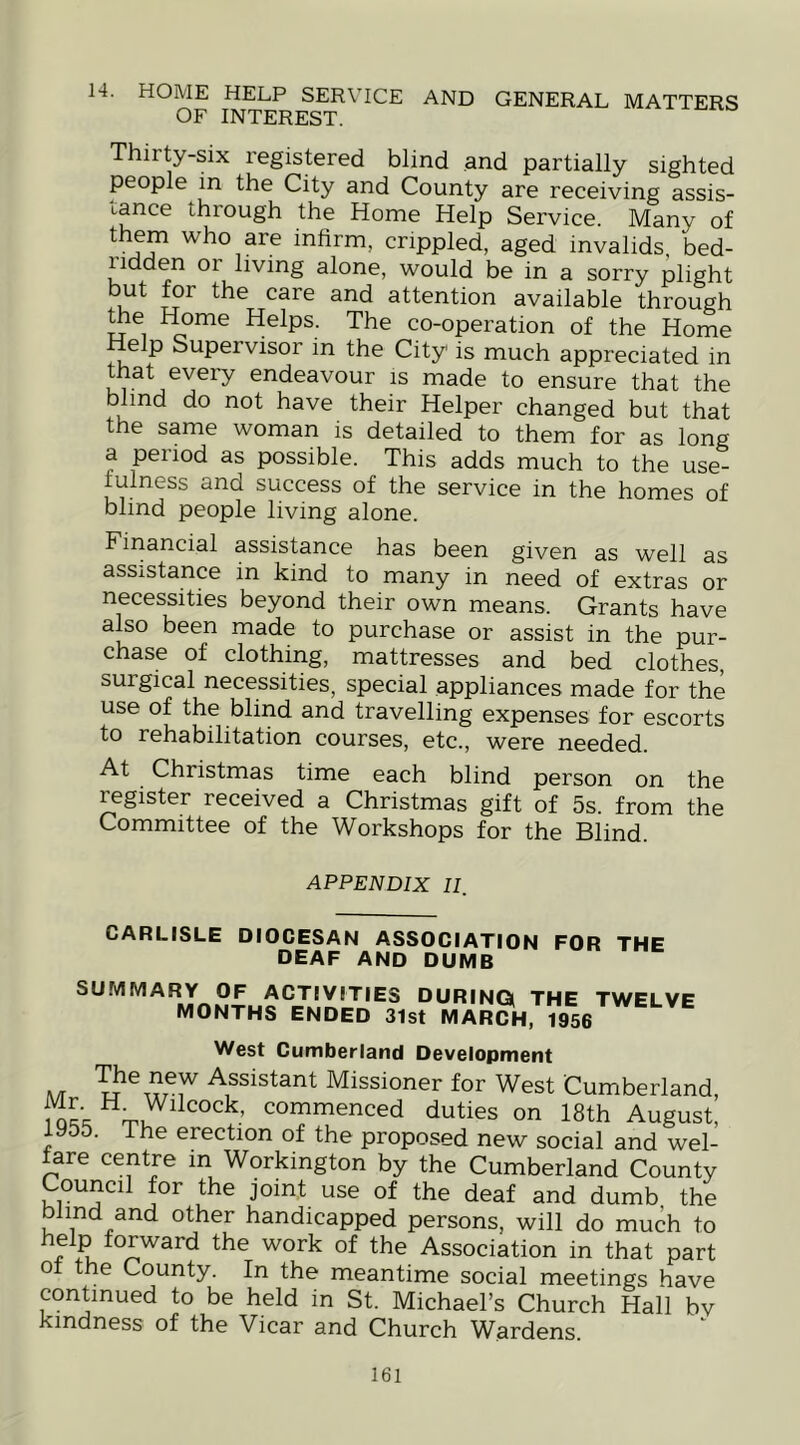 14. HOME HELP SERVICE AND GENERAL MATTERS
OF INTEREST.
Thirty-six registered blind and partially sighted
people in the City and County are receiving assis-
tance through the Home Help Service. Many of
them who are infirm, crippled, aged invalids, bed-
ridden or living alone, would be in a sorry plight
but for the care and attention available through
the Home Helps. The co-operation of the Home
Help Supervisor in the City is much appreciated in
that every endeavour is made to ensure that the
blind do not have their Helper changed but that
the same woman is detailed to them for as long
a period as possible. This adds much to the use-
fulness and success of the service in the homes of
blind people living alone.
Financial assistance has been given as well as
assistance in kind to many in need of extras or
necessities beyond their own means. Grants have
also been made to purchase or assist in the pur-
chase of clothing, mattresses and bed clothes,
surgical necessities, special appliances made for the
use of the blind and travelling expenses for escorts
to rehabilitation courses, etc., were needed.
At Christmas time each blind person on the
register received a Christmas gift of 5s. from the
Committee of the Workshops for the Blind.
APPENDIX II.
CARLISLE DIOCESAN ASSOCIATION FOR THE
DEAF AND DUMB
SUMMARY OF ACTIVITIES DURING THE TWELVE
MONTHS ENDED 31st MARCH, 1956
West Cumberland Development
The new Assistant Missioner for West Cumberland,
Mr. H. Wilcock, commenced duties on 18th August,
1955. The erection of the proposed new social and wel-
fare centre in Workington by the Cumberland County
Council for the joint use of the deaf and dumb, the
blind and other handicapped persons, will do much to
help forward the work of the Association in that part
of the County. In the meantime social meetings have
continued to be held in St. Michael's Church Hall by
kindness of the Vicar and Church Wardens.
161